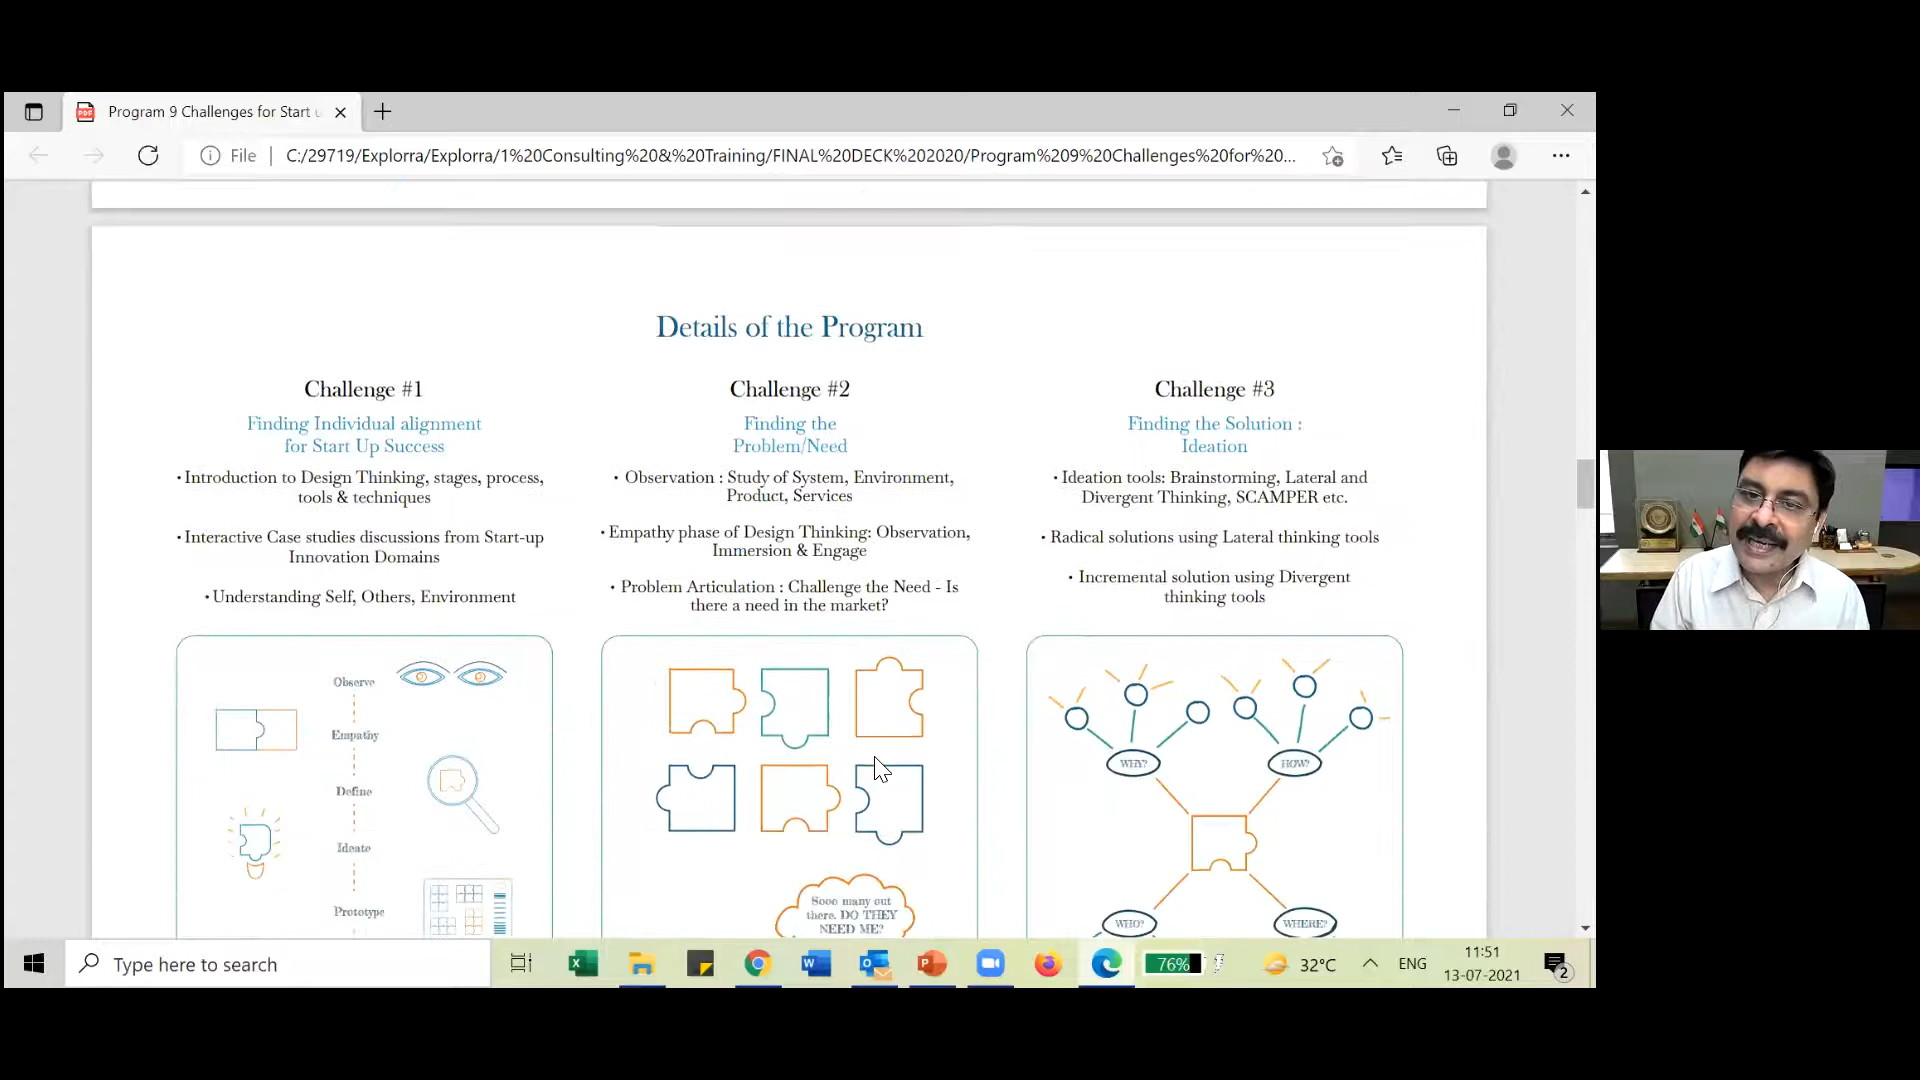 Program 9 Challenges for Start u
File
C:/29719/Explorra/Explorra/1%20Consulting%20&%20Training/FINAL%20DECK%202020/Program%209%20Challenges%20for%20...
Details of the Program
Challenge #1
Finding Individual alignment
for Start Up Success
• Introduction to Design Thinking, stages, process,
tools & techniques
• Interactive Case studies discussions from Start-up
Innovation Domains
• Understanding Self, Others, Environment
Observe
Empathy
Define
Ideate
Prototype
Challenge #2
Finding the
Problem/Need
• Observation : Study of System, Environment,
Product, Services
• Empathy phase of Design Thinking: Observation,
Immersion & Engage
• Problem Articulation : Challenge the Need - Is
there a need in the market?
Sooo many out
there. DO THEY
NEED ME?
Challenge #3
Finding the Solution :
Ideation
• Ideation tools: Brainstorming, Lateral and
Divergent Thinking, SCAMPER etc.
• Radical solutions using Lateral thinking tools
• Incremental solution using Divergent
thinking tools
WHY?
HOW?
WHO?
WHERE?
Type here to search
76%
32°C
ENG
11:51
13-07-2021
2